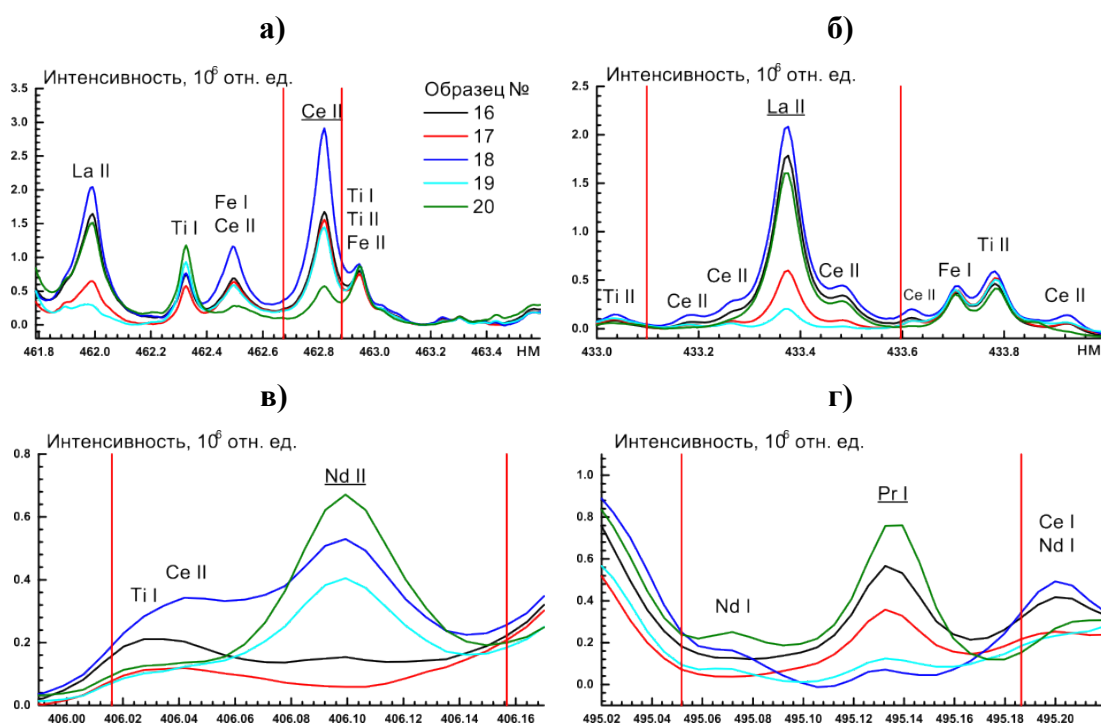 а)
Интенсивность, 10⁶ отн. ед.
3.5
3.0
2.5
2.0
1.5
1.0
0.5
0.0
La II
Ti I
Fe I
Ce II
Ce II
Ti I
Ti II
Fe II
Образец №
16
17
18
19
20
461.8 462.0 462.2 462.4 462.6 462.8 463.0 463.2 463.4 НМ
б)
Интенсивность, 10⁶ отн. ед.
2.5
2.0
1.5
1.0
0.5
0.0
Ti II
Ce II
Ce II
La II
Ce II
Ce II
Fe I
Ti II
Ce II
433.0 433.2 433.4 433.6 433.8 НМ
в)
Интенсивность, 10⁶ отн. ед.
0.8
0.6
0.4
0.2
0.0
Ti I
Ce II
Nd II
406.00 406.02 406.04 406.06 406.08 406.10 406.12 406.14 406.16
г)
Интенсивность, 10⁶ отн. ед.
1.0
0.8
0.6
0.4
0.2
0.0
Nd I
Pr I
Ce I
Nd I
495.02 495.04 495.06 495.08 495.10 495.12 495.14 495.16 495.18 495.20